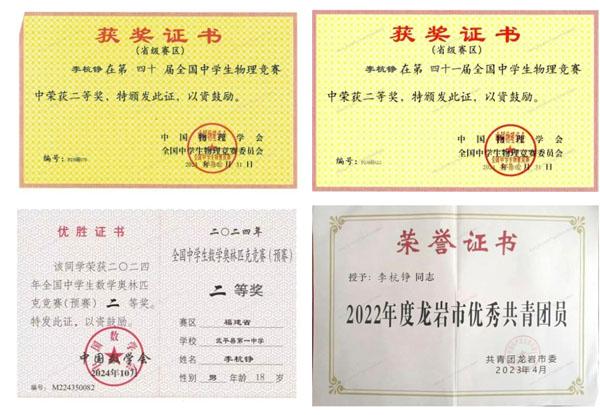 获奖证书
(省级赛区)
李杭铮在第 四十 届全国中学生物理竞赛
中荣获二等奖，特颁发此证，以资鼓励。
中国物理学会
全国中学生物理竞赛委员会
编号：
获奖证书
(省级赛区)
李杭铮在第 四十一届全国中学生物理竞赛
中荣获二等奖，特颁发此证，以资鼓励。
中国物理学会
全国中学生物理竞赛委员会
编号：
优胜证书
该同学荣获二〇二四
年全国中学生数学奥林匹
克竞赛(预赛) 二 等奖。
特发此证，以资鼓励。
中国数学会
2024年10月
编号：M224350082
二〇二四年
全国中学生数学奥林匹克竞赛(预赛)
二等奖
赛区 福建省
学校 武平县第一中学
姓名 李杭铮
性别 男 年龄 18 岁
荣誉证书
授予：李杭铮 同志
2022年度龙岩市优秀共青团员
共青团龙岩市委
2023年4月